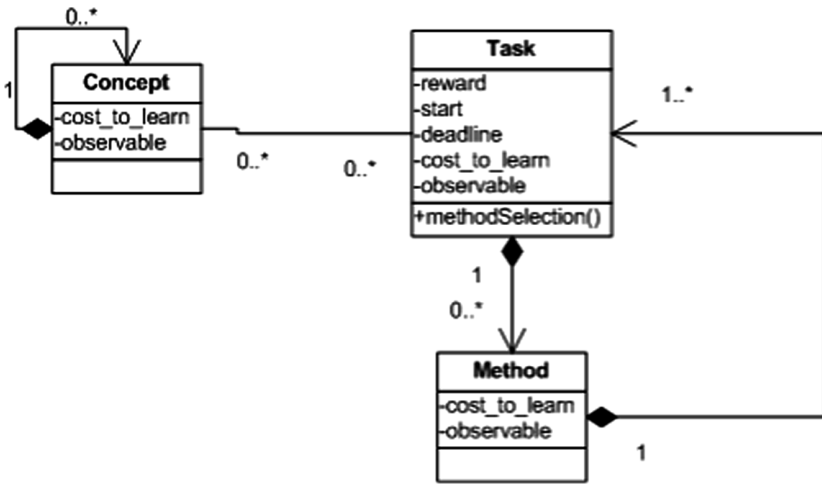 0..*
1
Concept
-cost_to_learn
-observable
0..*
0..*
Task
-reward
-start
-deadline
-cost_to_learn
-observable
+methodSelection()
1..*
1
0..*
Method
-cost_to_learn
-observable
1